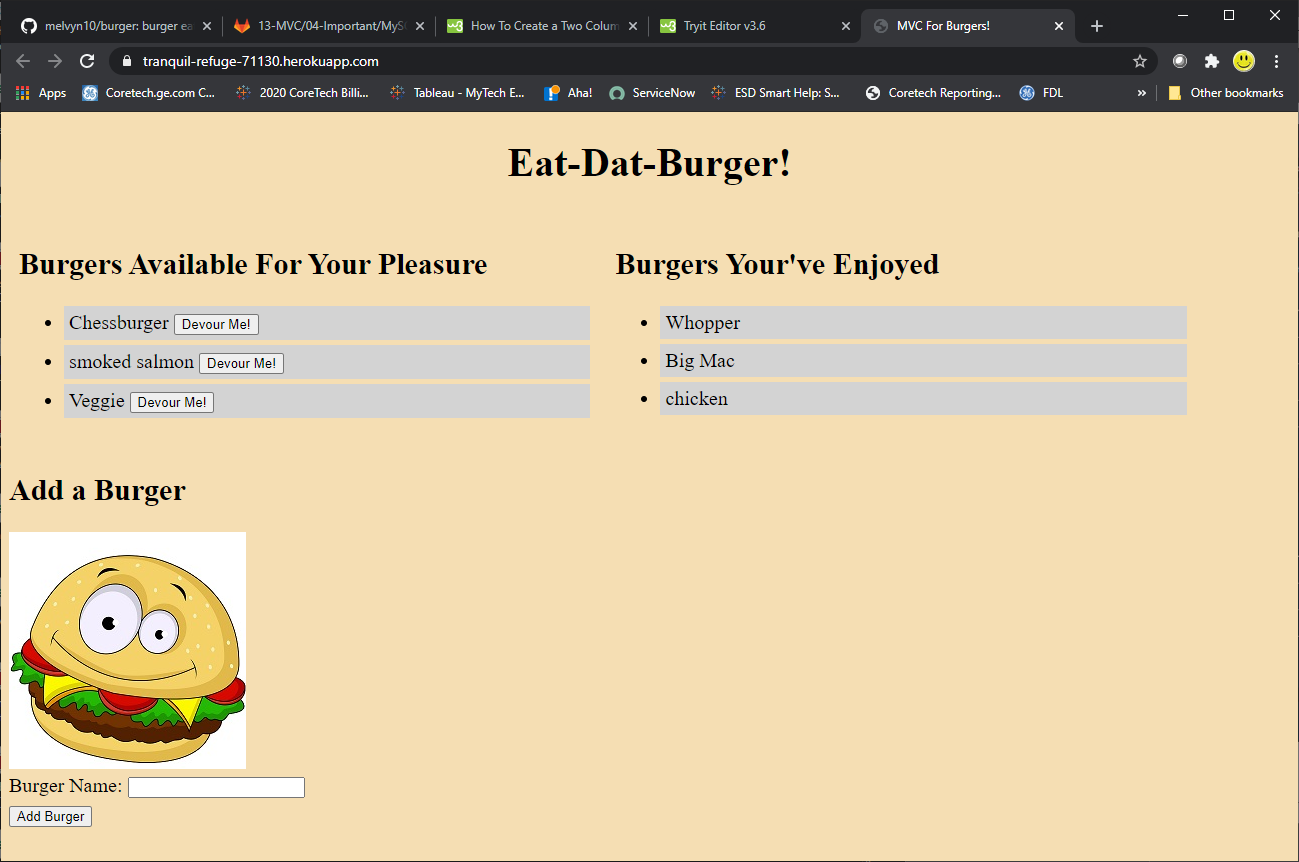 melvyn10/burger: burger ea
13-MVC/04-Important/MyS
How To Create a Two Colum
Tryit Editor v3.6
MVC For Burgers!
tranquil-refuge-71130.herokuapp.com
Apps
Coretech.ge.com C...
2020 CoreTech Billi...
Tableau - MyTech E...
Aha!
ServiceNow
ESD Smart Help: S...
Coretech Reporting...
FDL
»
Other bookmarks
Eat-Dat-Burger!
Burgers Available For Your Pleasure
Chessburger Devour Me!
smoked salmon Devour Me!
Veggie Devour Me!
Burgers Your've Enjoyed
Whopper
Big Mac
chicken
Add a Burger
Burger Name:
Add Burger